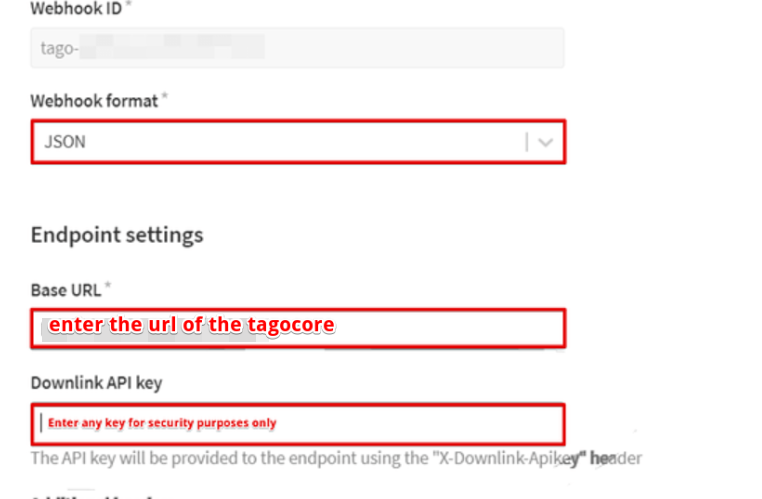 Webhook ID *
tago-
Webhook format *
JSON
Endpoint settings
Base URL *
enter the url of the tagocore
Downlink API key
Enter any key for security purposes only
The API key will be provided to the endpoint using the "X-Downlink-Apikey" header